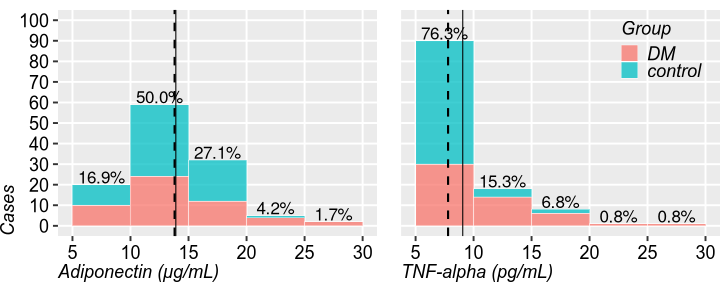 Cases
100
90
80
70
60
50
40
30
20
10
0
16.9%
50.0%
27.1%
4.2%
1.7%
5 10 15 20 25 30
Adiponectin (µg/mL)
76.3%
15.3%
6.8%
0.8%
0.8%
Group
DM
control
5 10 15 20 25 30
TNF-alpha (pg/mL)